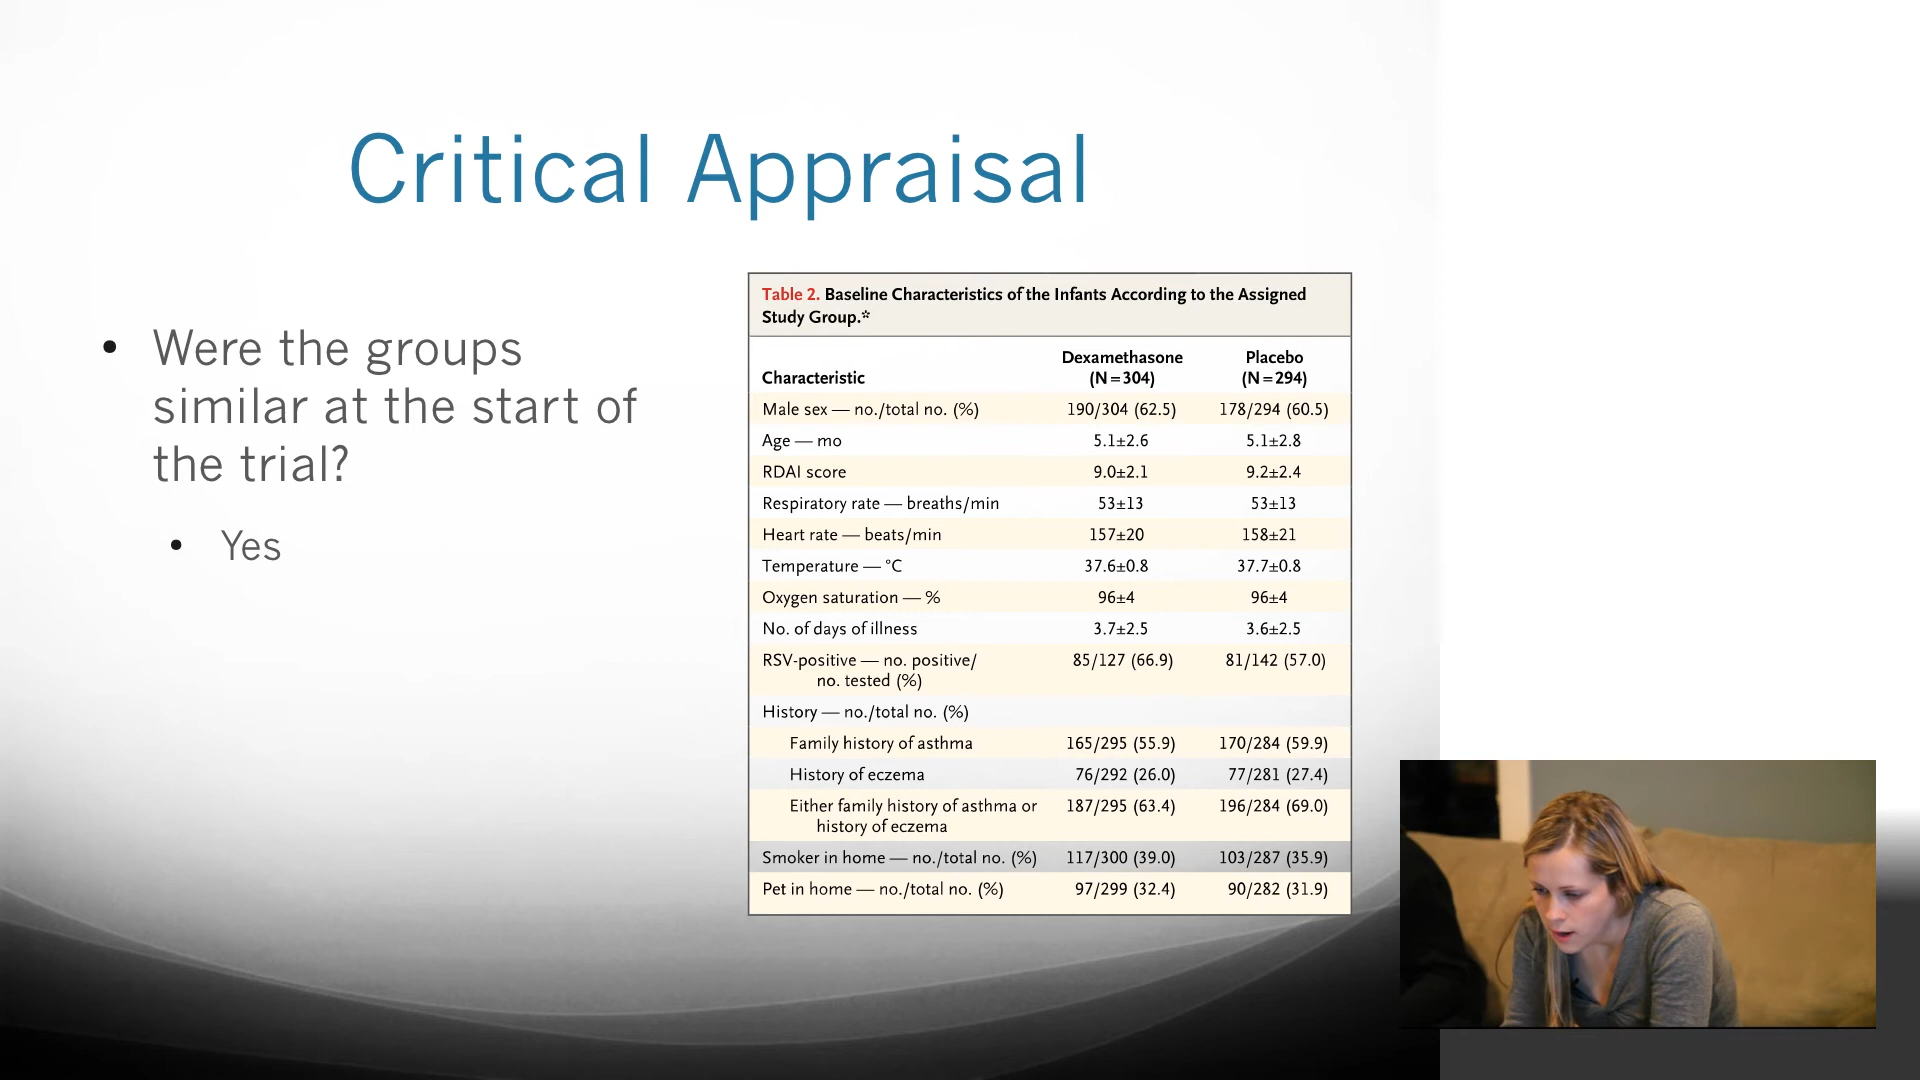 Critical Appraisal
• Were the groups
similar at the start of
the trial?
• Yes
Table 2. Baseline Characteristics of the Infants According to the Assigned
Study Group.*
Characteristic Dexamethasone (N=304) Placebo (N=294)
Male sex — no./total no. (%) 190/304 (62.5) 178/294 (60.5)
Age — mo 5.1±2.6 5.1±2.8
RDAI score 9.0±2.1 9.2±2.4
Respiratory rate — breaths/min 53±13 53±13
Heart rate — beats/min 157±20 158±21
Temperature — °C 37.6±0.8 37.7±0.8
Oxygen saturation — % 96±4 96±4
No. of days of illness 3.7±2.5 3.6±2.5
RSV-positive — no. positive/ 85/127 (66.9) 81/142 (57.0)
no. tested (%)
History — no./total no. (%)
Family history of asthma 165/295 (55.9) 170/284 (59.9)
History of eczema 76/292 (26.0) 77/281 (27.4)
Either family history of asthma or 187/295 (63.4) 196/284 (69.0)
history of eczema
Smoker in home — no./total no. (%) 117/300 (39.0) 103/287 (35.9)
Pet in home — no./total no. (%) 97/299 (32.4) 90/282 (31.9)